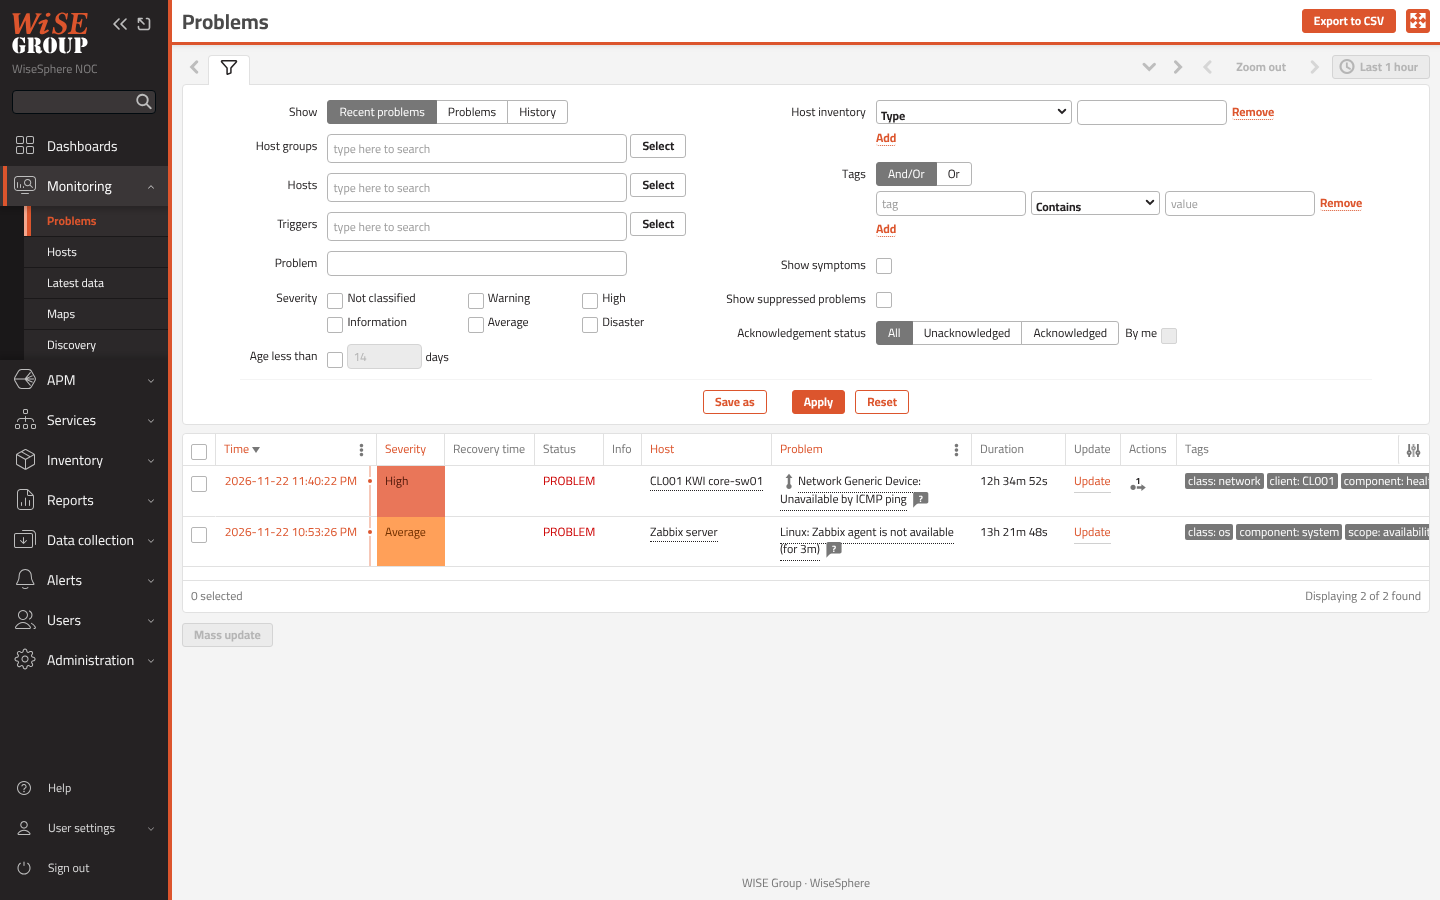 WiSE
GROUP
WiseSphere NOC
Dashboards
Monitoring
Problems
Hosts
Latest data
Maps
Discovery
APM
Services
Inventory
Reports
Data collection
Alerts
Users
Administration
Help
User settings
Sign out
Problems
Export to CSV
Zoom out
Last 1 hour
Show Recent problems Problems History
Host groups type here to search Select
Hosts type here to search Select
Triggers type here to search Select
Problem
Severity Not classified Warning High
Information Average Disaster
Age less than 14 days
Host inventory Type Remove
Add
Tags And/Or Or
tag Contains value Remove
Add
Show symptoms
Show suppressed problems
Acknowledgement status All Unacknowledged Acknowledged By me
Save as Apply Reset
Time Severity Recovery time Status Info Host Problem Duration Update Actions Tags
2026-11-22 11:40:22 PM High PROBLEM CL001 KWI core-sw01 Network Generic Device: 12h 34m 52s Update 1 class: network client: CL001 component: heal
Unavailable by ICMP ping ?
2026-11-22 10:53:26 PM Average PROBLEM Zabbix server Linux: Zabbix agent is not available 13h 21m 48s Update class: os component: system scope: availabilit
(for 3m) ?
0 selected Displaying 2 of 2 found
Mass update
WISE Group · WiseSphere